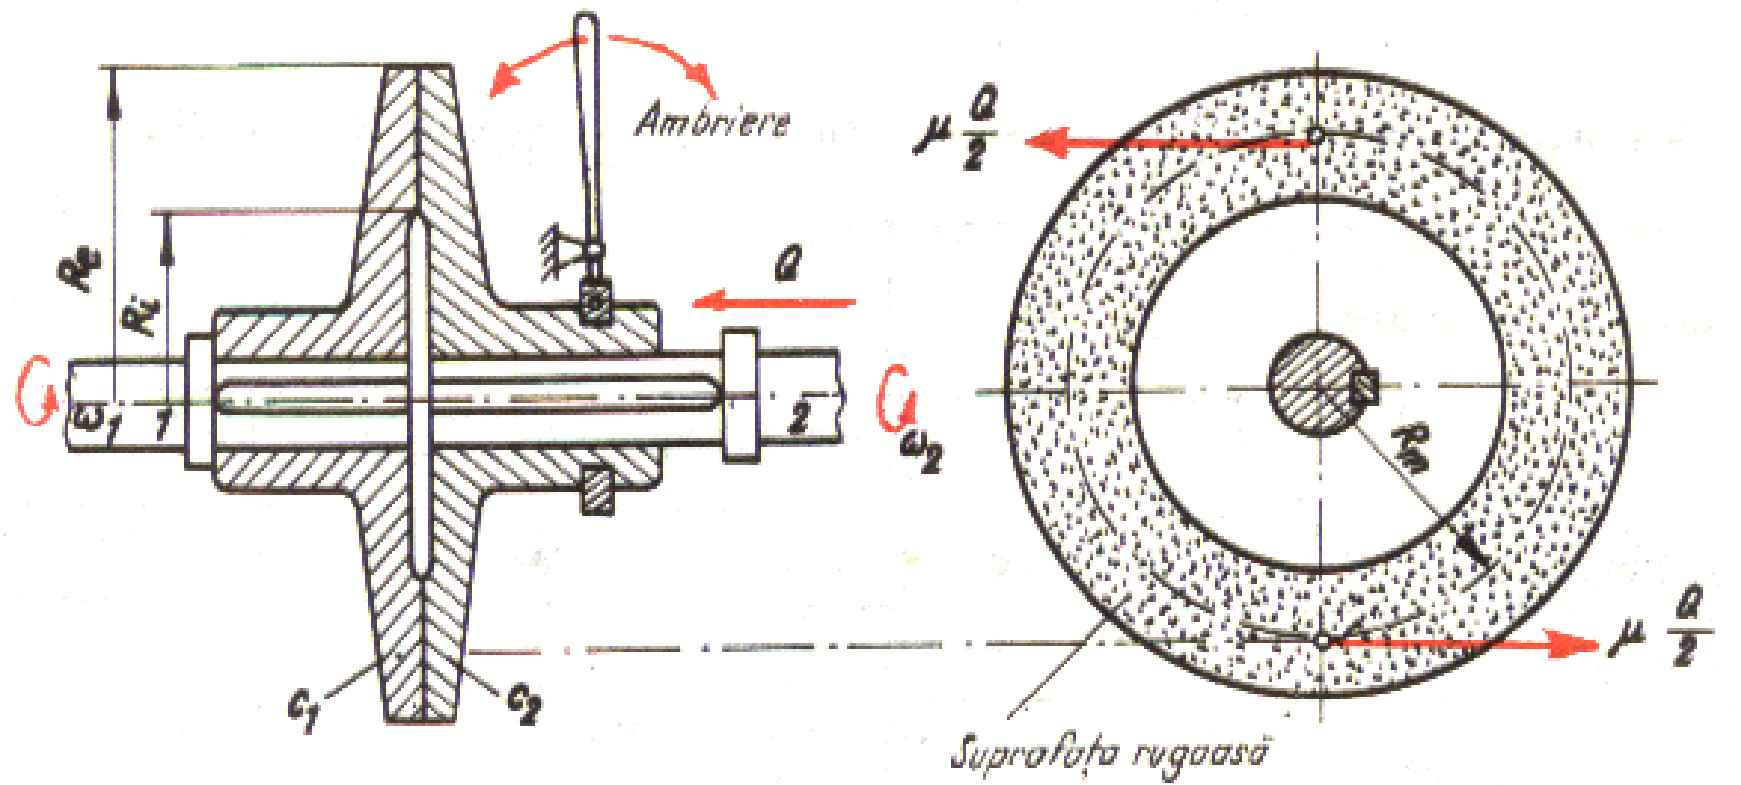 Ambriere
μ Q/2
Re
Ri
Q
ω1
1
2
ω2
Rm
μ Q/2
C1
C2
Suprafața rugoasă